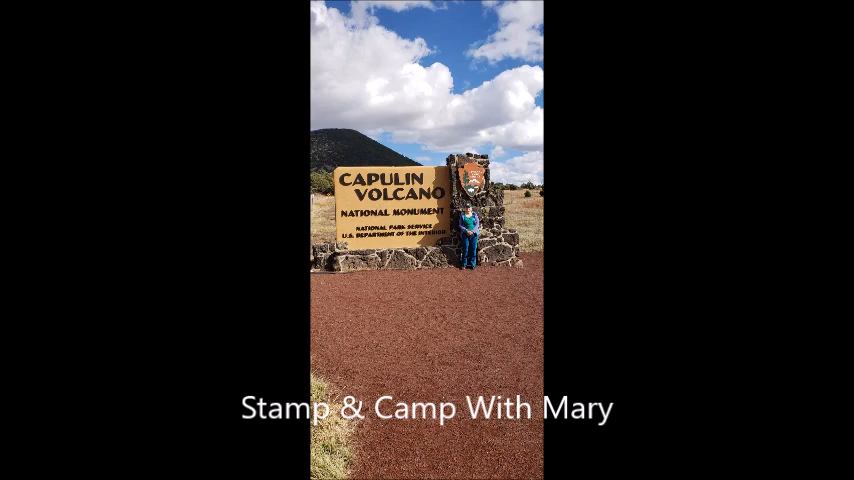 CAPULIN
VOLCANO
NATIONAL MONUMENT
NATIONAL PARK SERVICE
U.S. DEPARTMENT OF THE INTERIOR
Stamp & Camp With Mary